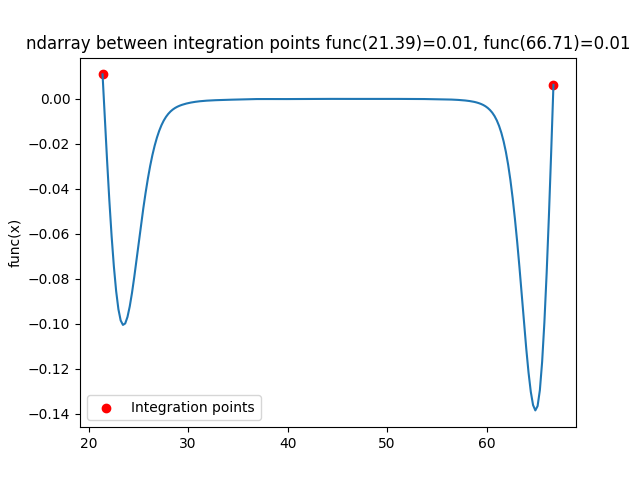 ndarray between integration points func(21.39)=0.01, func(66.71)=0.01
func(x)
0.00
−0.02
−0.04
−0.06
−0.08
−0.10
−0.12
−0.14
Integration points
20 30 40 50 60